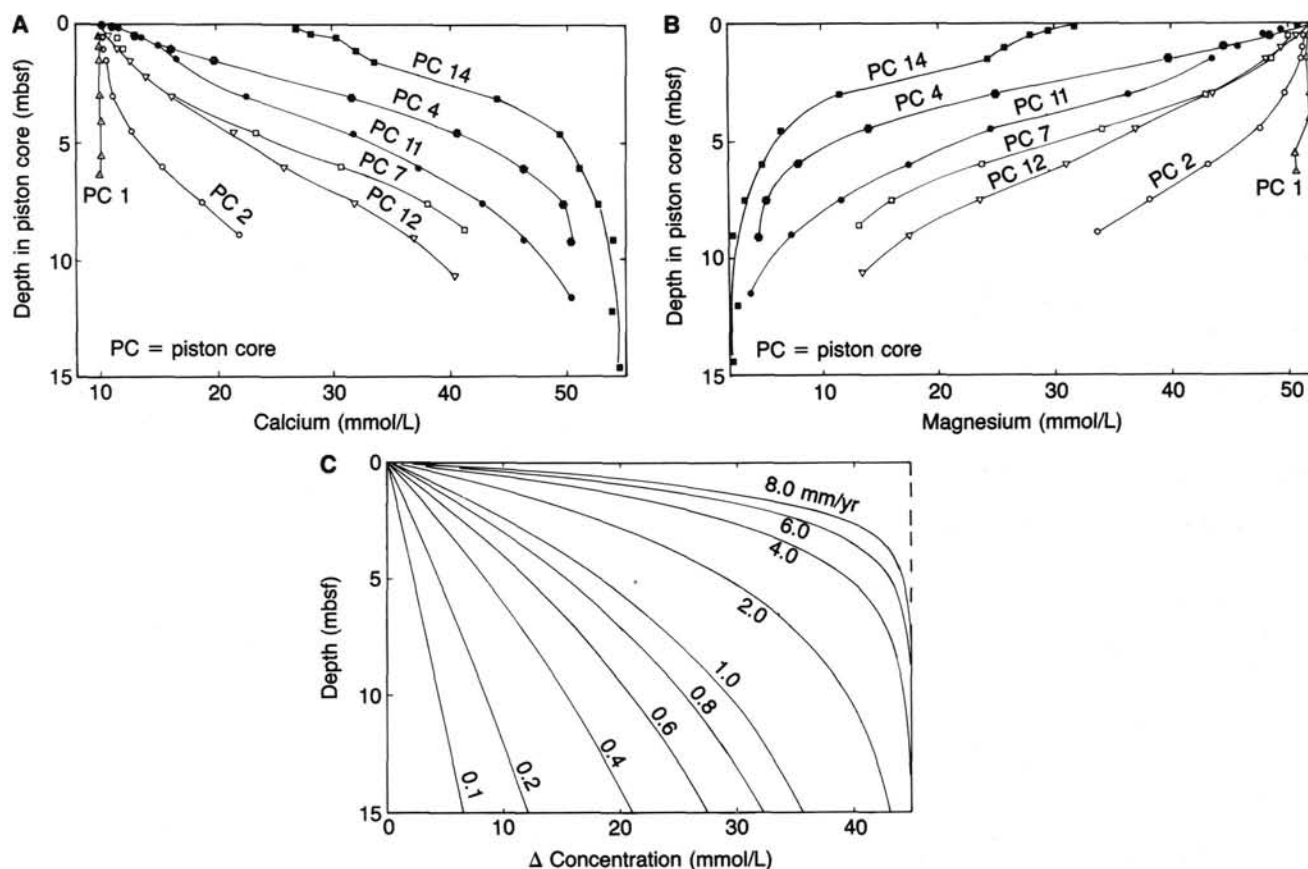 A
B
0
5
10
15
Depth in piston core (mbsf)
PC 14
PC 4
PC 11
PC 7
PC 12
PC 2
PC 1
PC = piston core
10
20
30
40
50
Calcium (mmol/L)
0
5
10
15
Depth in piston core (mbsf)
PC 14
PC 4
PC 11
PC 7
PC 12
PC 2
PC 1
PC = piston core
10
20
30
40
50
Magnesium (mmol/L)
C
0
5
10
15
Depth (mbsf)
8.0 mm/yr
6.0
4.0
2.0
1.0
0.8
0.6
0.4
0.2
0.1
0
10
20
30
40
Δ Concentration (mmol/L)